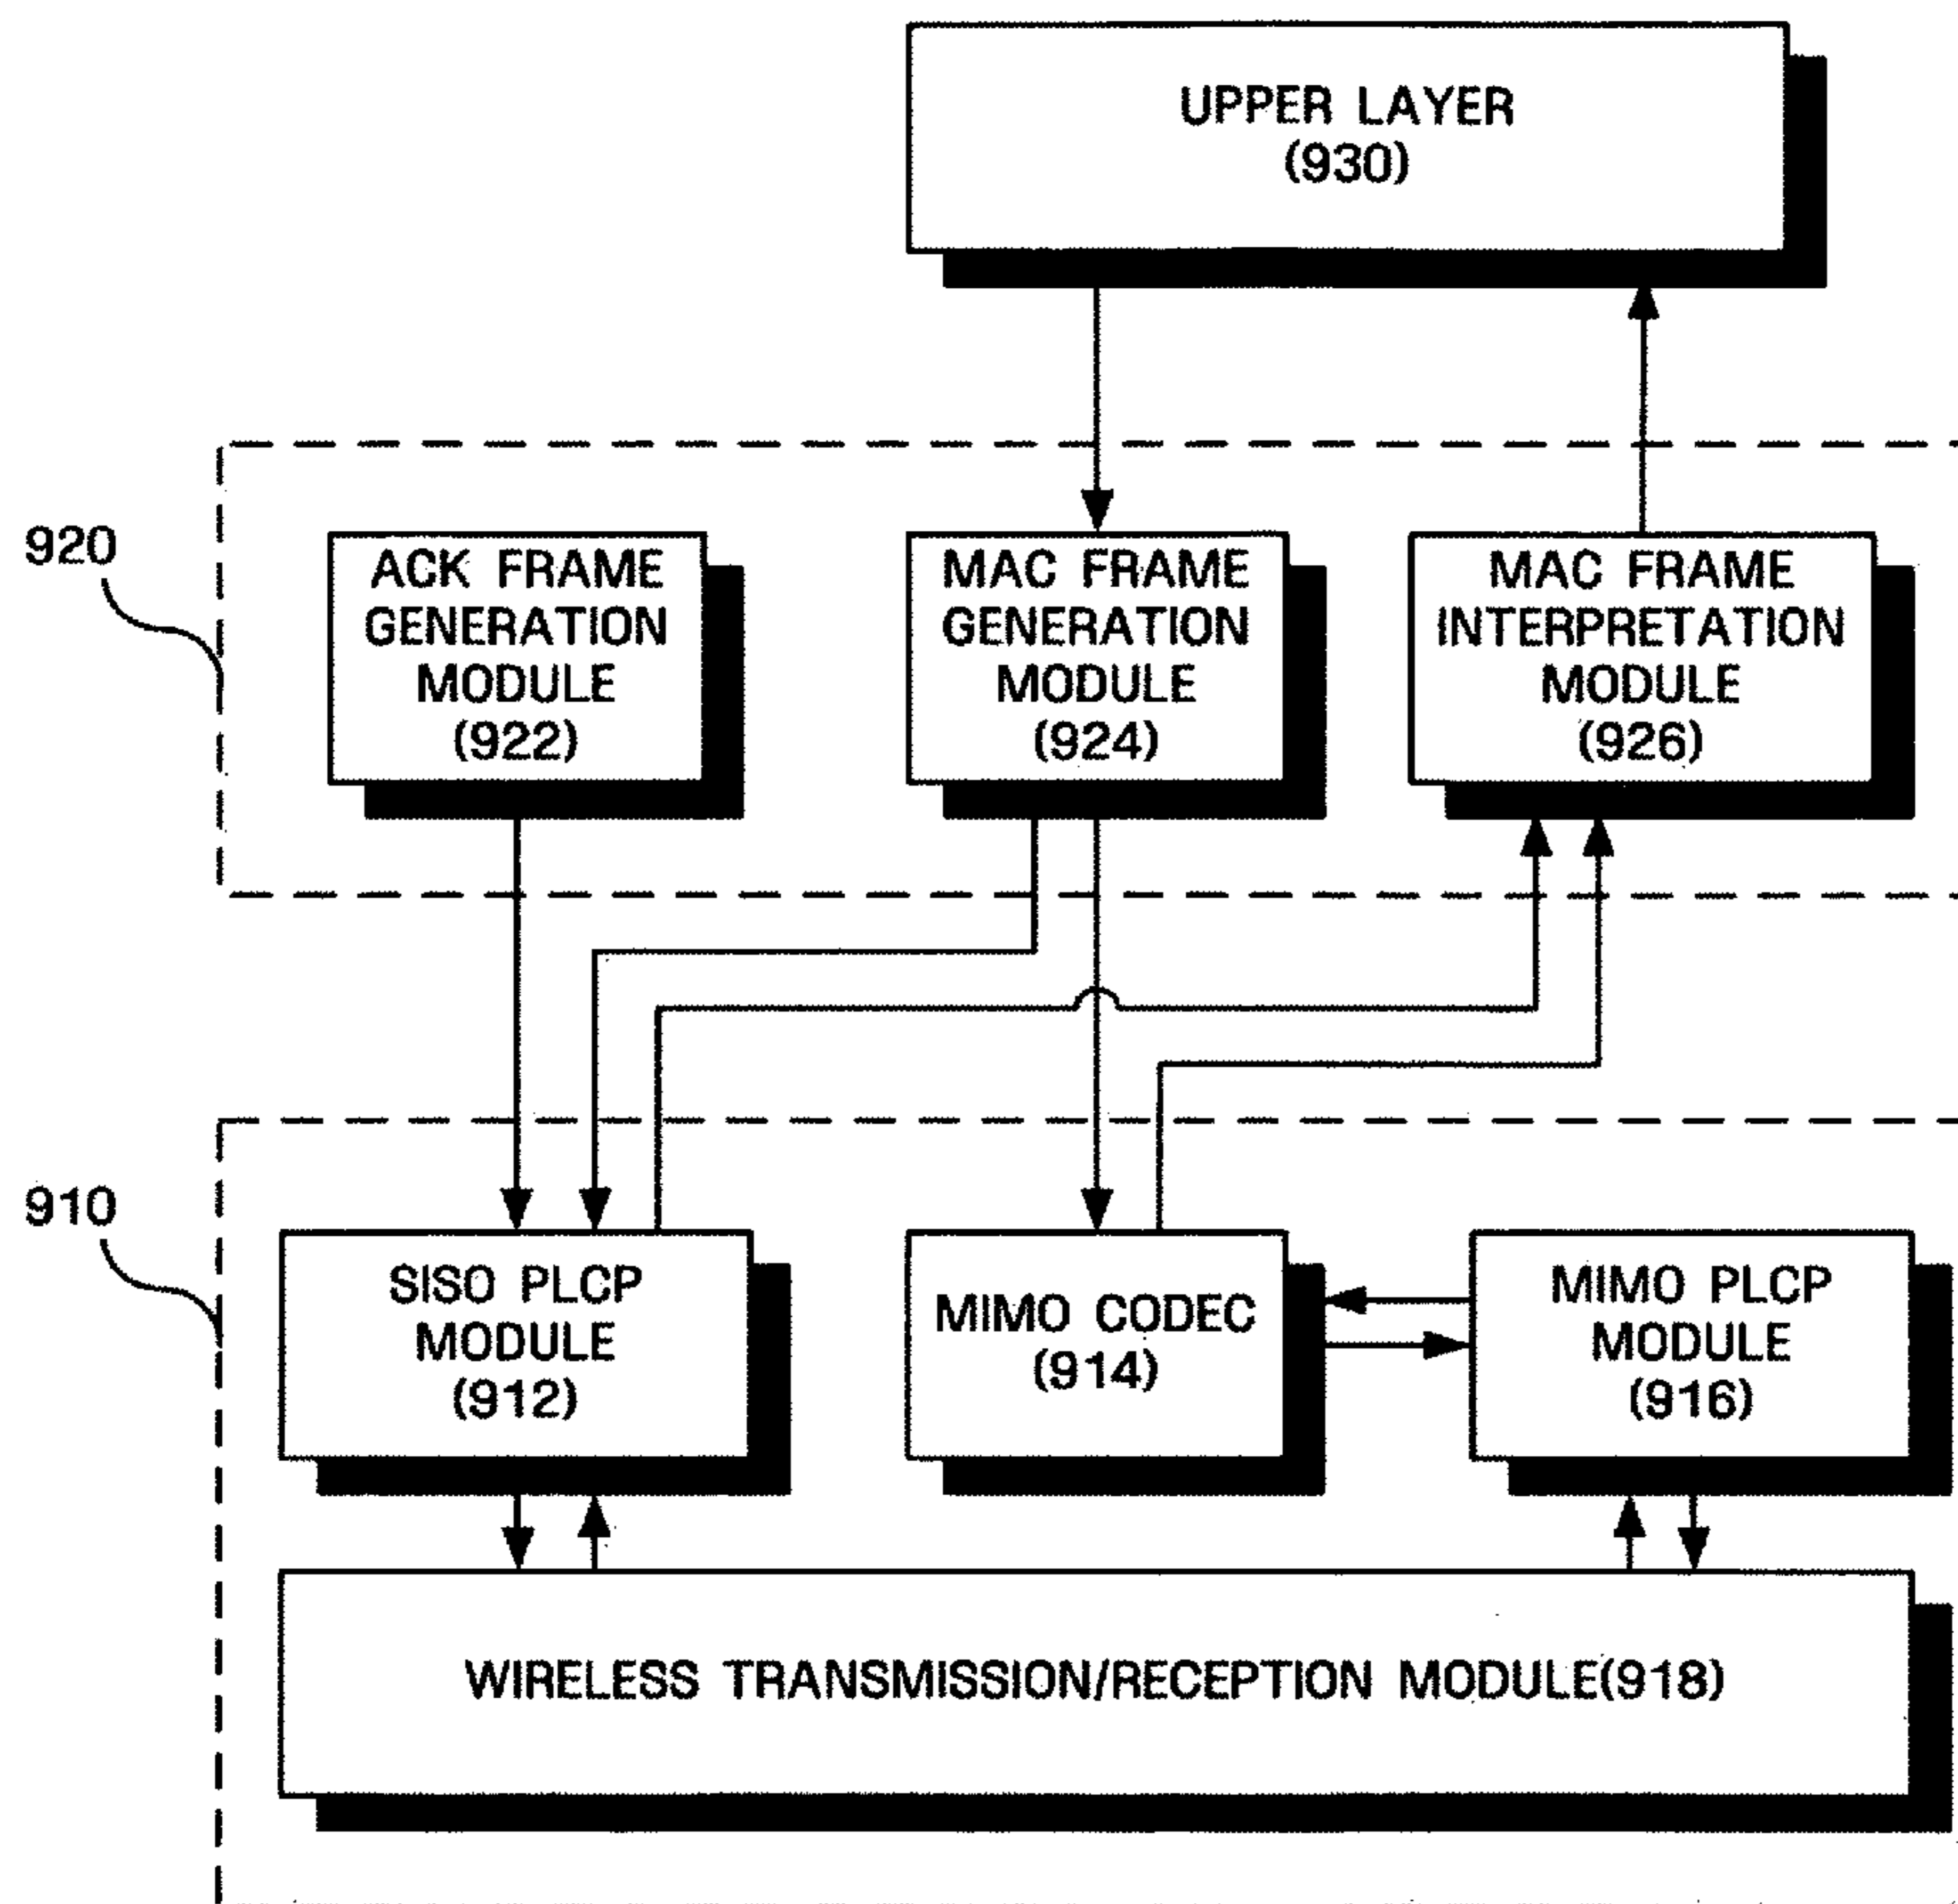 UPPER LAYER
(930)
920
ACK FRAME
GENERATION
MODULE
(922)
MAC FRAME
GENERATION
MODULE
(924)
MAC FRAME
INTERPRETATION
MODULE
(926)
910
SISO PLCP
MODULE
(912)
MIMO CODEC
(914)
MIMO PLCP
MODULE
(916)
WIRELESS TRANSMISSION/RECEPTION MODULE(918)